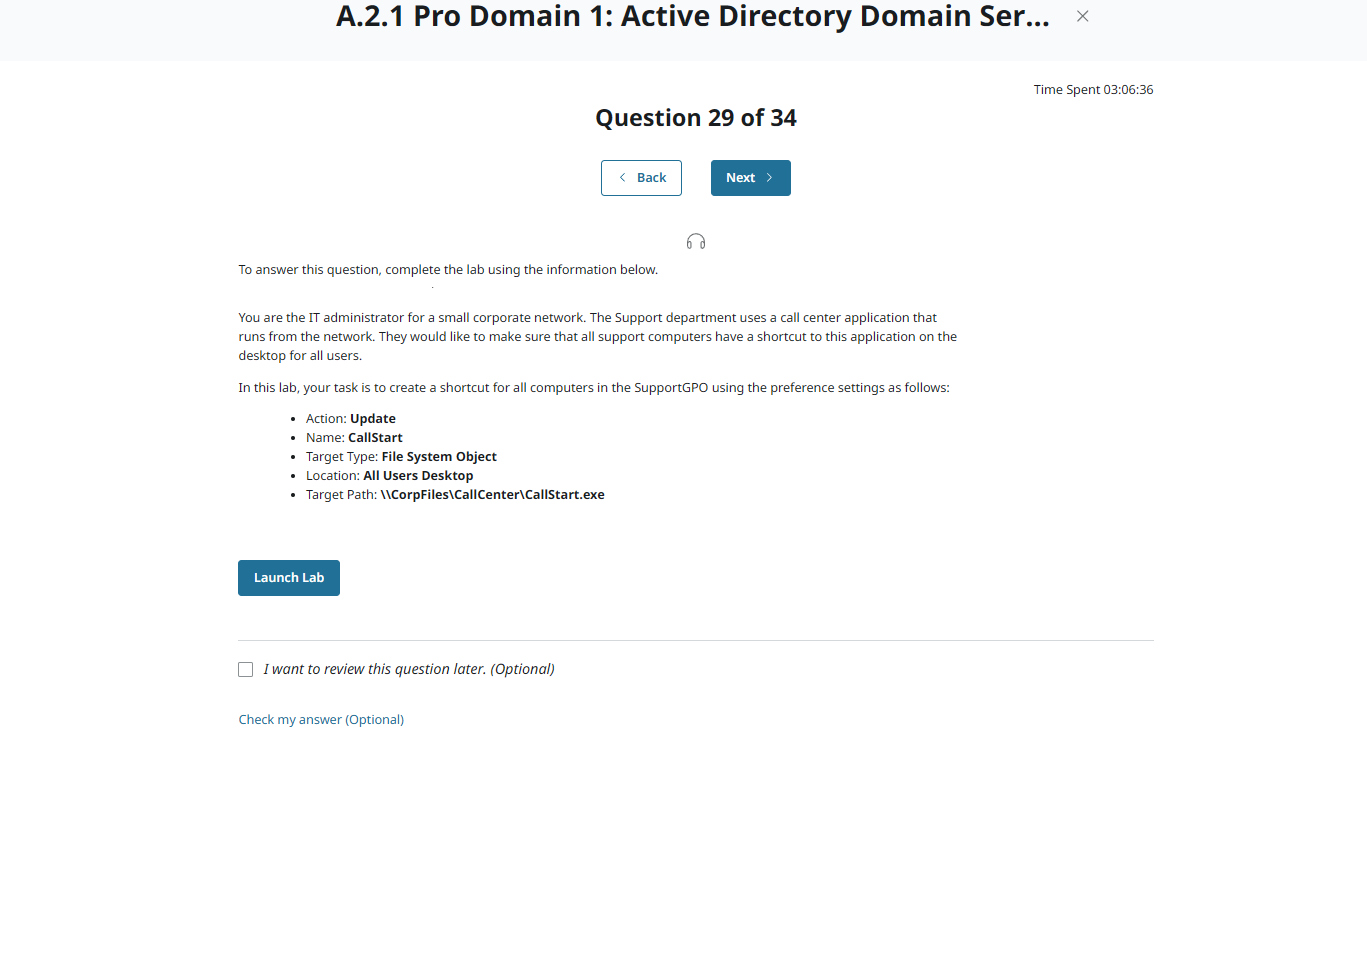 A.2.1 Pro Domain 1: Active Directory Domain Ser...
Time Spent 03:06:36
Question 29 of 34
Back
Next
To answer this question, complete the lab using the information below.
You are the IT administrator for a small corporate network. The Support department uses a call center application that
runs from the network. They would like to make sure that all support computers have a shortcut to this application on the
desktop for all users.
In this lab, your task is to create a shortcut for all computers in the SupportGPO using the preference settings as follows:
• Action: Update
• Name: CallStart
• Target Type: File System Object
• Location: All Users Desktop
• Target Path: \\CorpFiles\CallCenter\CallStart.exe
Launch Lab
I want to review this question later. (Optional)
Check my answer (Optional)